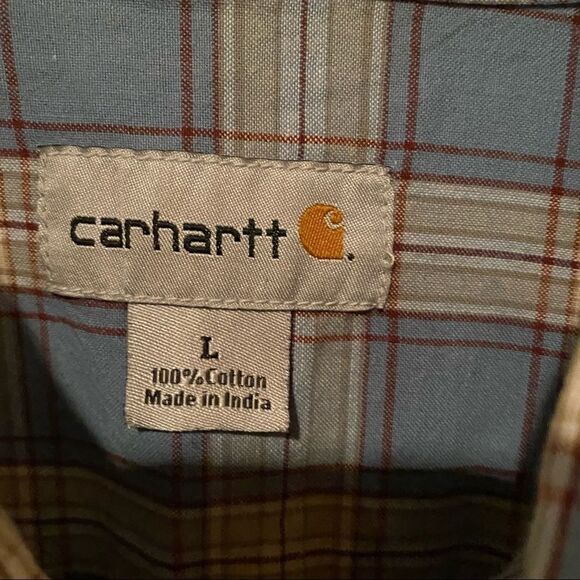 carhartt
L
100% Cotton
Made in India